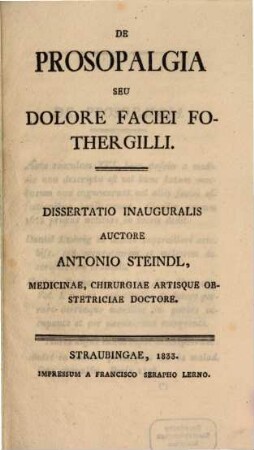 DE
PROSOPALGIA
SEU
DOLORE FACIEI FO-
THERGILLI.
DISSERTATIO INAUGURALIS
AUCTORE
ANTONIO STEINDL,
MEDICINAE, CHIRURGIAE ARTISQUE OB-
STETRICIAE DOCTORE.
STRAUBINGAE, 1833.
IMPRESSUM A FRANCISCO SERAPHO LERNO.